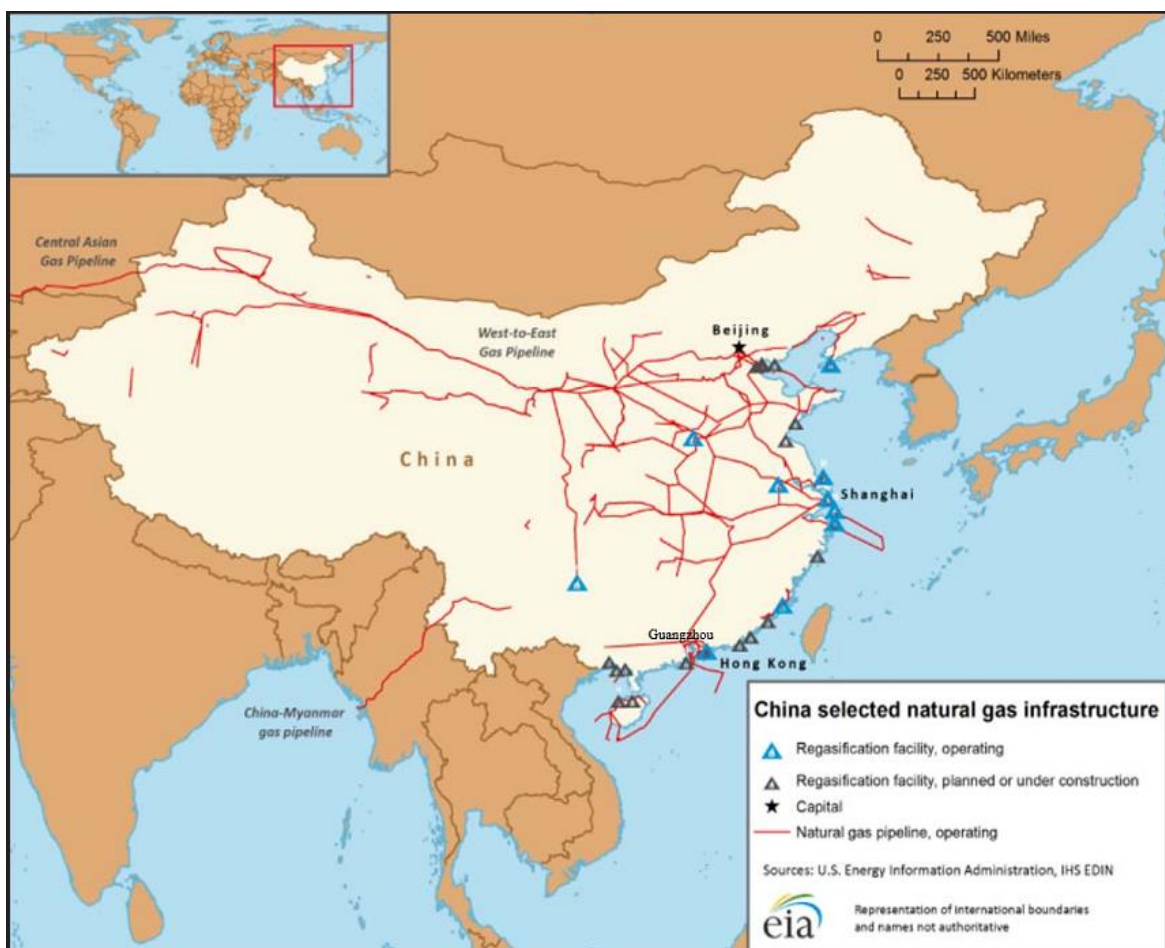 0 250 500 Miles
0 250 500 Kilometers
Central Asian
Gas Pipeline
West-to-East
Gas Pipeline
Beijing
China
Shanghai
Guangzhou
Hong Kong
China-Myanmar
gas pipeline
China selected natural gas infrastructure
Regasification facility, operating
Regasification facility, planned or under construction
Capital
Natural gas pipeline, operating
Sources: U.S. Energy Information Administration, IHS EDIN
eia
Representation of international boundaries
and names not authoritative